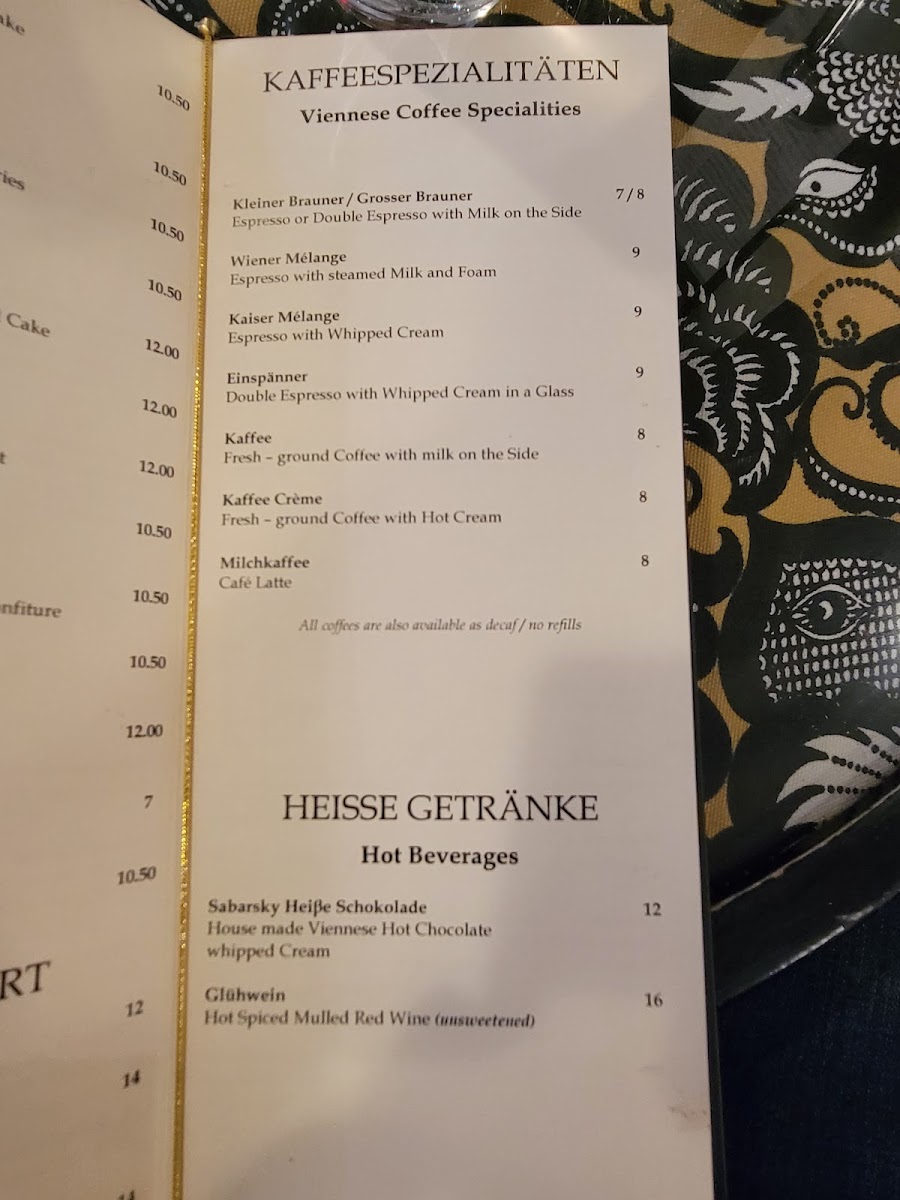 ake
10.50
10.50
ries
10.50
10.50
Cake
12.00
12.00
t
12.00
10.50
10.50
nfiture
10.50
12.00
7
10.50
RT
12
14
14
KAFFEESPEZIALITÄTEN
Viennese Coffee Specialities
Kleiner Brauner / Grosser Brauner 7 / 8
Espresso or Double Espresso with Milk on the Side
Wiener Mélange 9
Espresso with steamed Milk and Foam
Kaiser Mélange 9
Espresso with Whipped Cream
Einspänner 9
Double Espresso with Whipped Cream in a Glass
Kaffee 8
Fresh – ground Coffee with milk on the Side
Kaffee Crème 8
Fresh – ground Coffee with Hot Cream
Milchkaffee 8
Café Latte
All coffees are also available as decaf / no refills
HEISSE GETRÄNKE
Hot Beverages
Sabarsky Heiße Schokolade 12
House made Viennese Hot Chocolate
whipped Cream
Glühwein 16
Hot Spiced Mulled Red Wine (unsweetened)